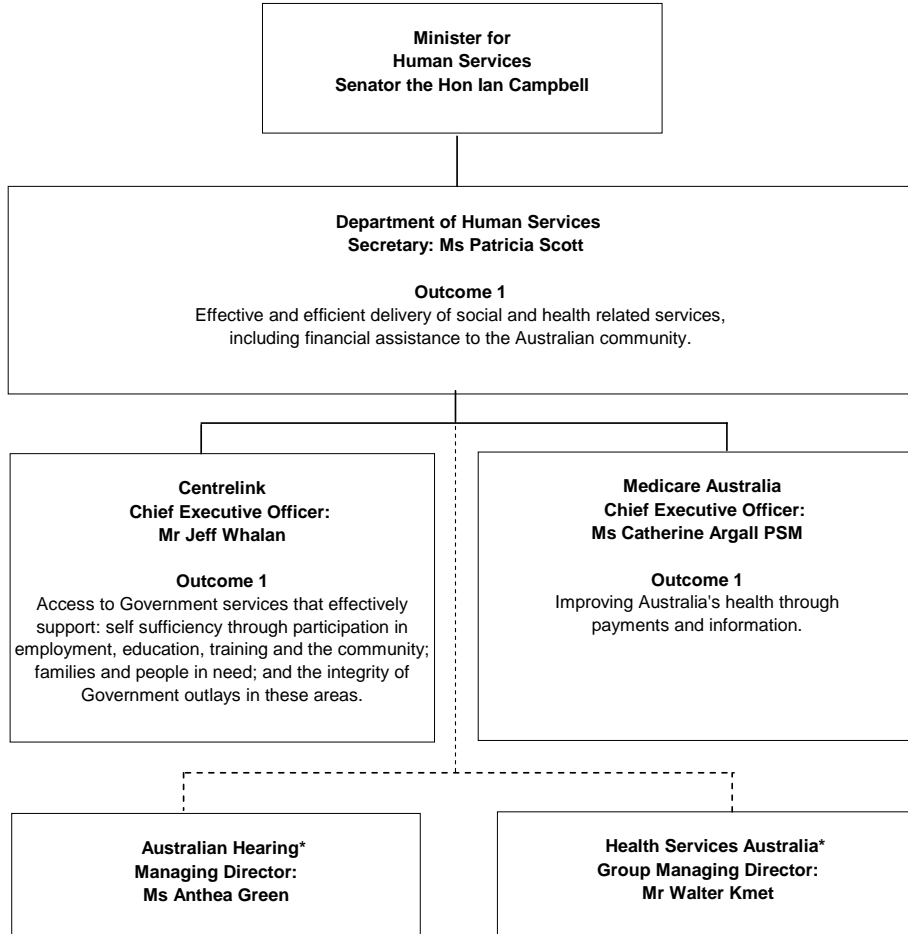 Minister for
Human Services
Senator the Hon Ian Campbell
Department of Human Services
Secretary: Ms Patricia Scott
Outcome 1
Effective and efficient delivery of social and health related services,
including financial assistance to the Australian community.
Centrelink
Chief Executive Officer:
Mr Jeff Whalan
Outcome 1
Access to Government services that effectively
support: self sufficiency through participation in
employment, education, training and the community;
families and people in need; and the integrity of
Government outlays in these areas.
Medicare Australia
Chief Executive Officer:
Ms Catherine Argall PSM
Outcome 1
Improving Australia's health through
payments and information.
Australian Hearing*
Managing Director:
Ms Anthea Green
Health Services Australia*
Group Managing Director:
Mr Walter Kmet